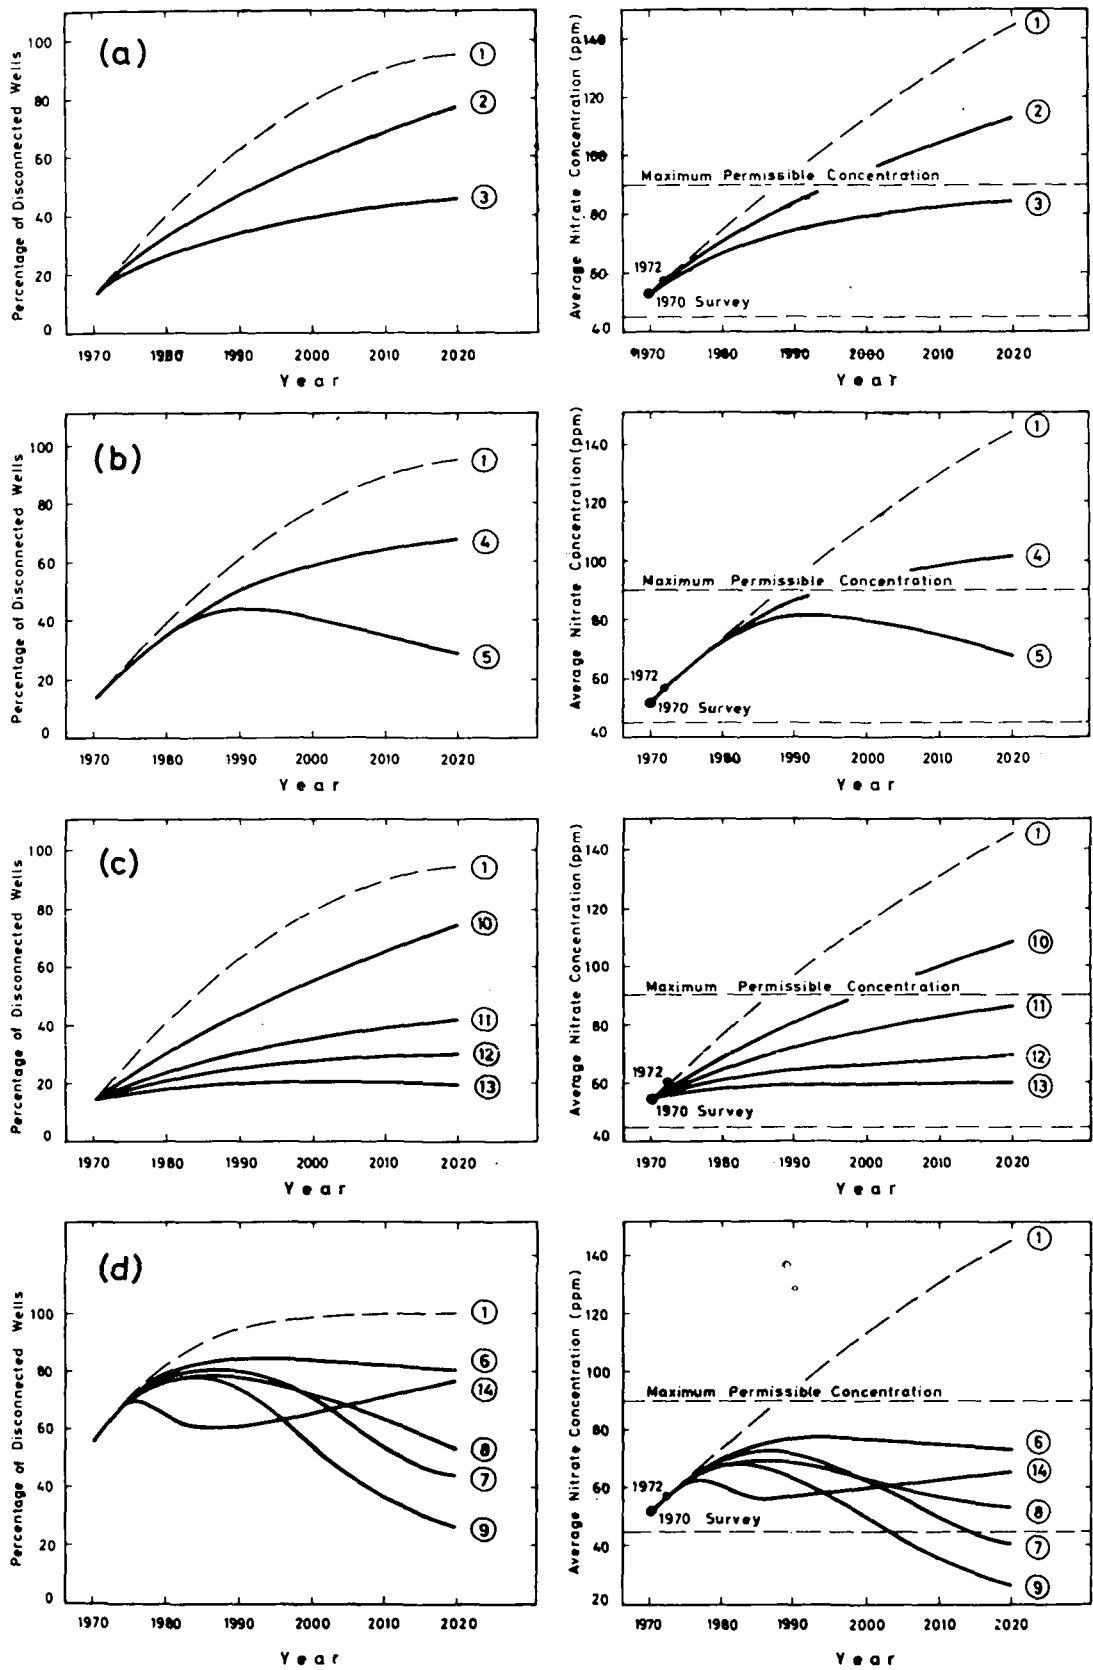 (a)
Percentage of Disconnected Wells
100
80
60
40
20
0
1
2
3
1970 1980 1990 2000 2010 2020
Year
Average Nitrate Concentration (ppm)
140
120
100
80
60
40
1
2
Maximum Permissible Concentration
3
1972
1970 Survey
1970 1980 1990 2000 2010 2020
Year
(b)
Percentage of Disconnected Wells
100
80
60
40
20
0
1
4
5
1970 1980 1990 2000 2010 2020
Year
Average Nitrate Concentration (ppm)
140
120
100
80
60
40
1
4
Maximum Permissible Concentration
5
1972
1970 Survey
1970 1980 1990 2000 2010 2020
Year
(c)
Percentage of Disconnected Wells
100
80
60
40
20
0
1
10
11
12
13
1970 1980 1990 2000 2010 2020
Year
Average Nitrate Concentration (ppm)
140
120
100
80
60
40
1
10
Maximum Permissible Concentration
11
12
13
1972
1970 Survey
1970 1980 1990 2000 2010 2020
Year
(d)
Percentage of Disconnected Wells
100
80
60
40
20
0
1
6
14
8
7
9
1970 1980 1990 2000 2010 2020
Year
Average Nitrate Concentration (ppm)
140
120
100
80
60
40
20
1
Maximum Permissible Concentration
6
14
8
7
9
1972
1970 Survey
1970 1980 1990 2000 2010 2020
Year